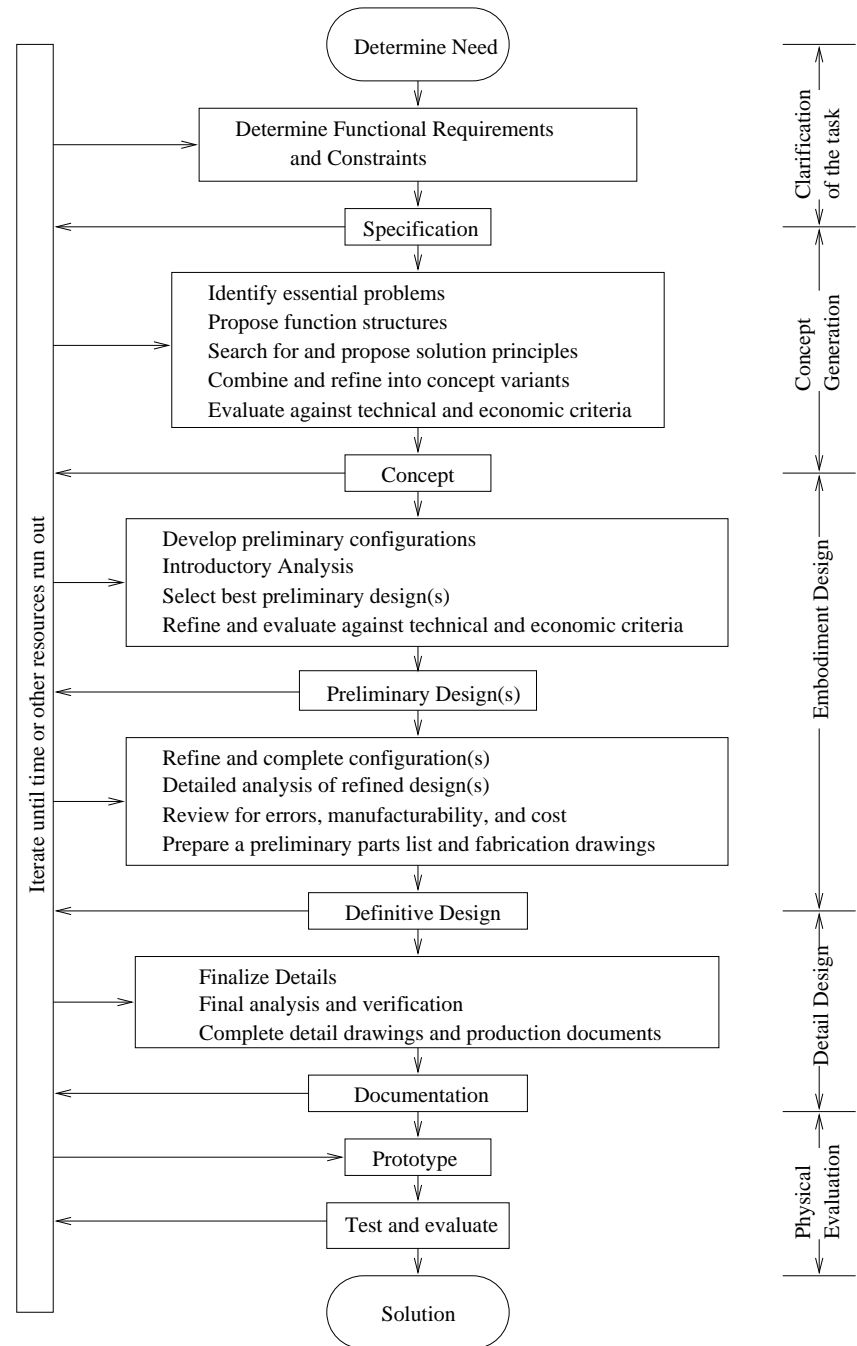 Determine Need
Determine Functional Requirements
and Constraints
Specification
Identify essential problems
Propose function structures
Search for and propose solution principles
Combine and refine into concept variants
Evaluate against technical and economic criteria
Concept
Develop preliminary configurations
Introductory Analysis
Select best preliminary design(s)
Refine and evaluate against technical and economic criteria
Preliminary Design(s)
Refine and complete configuration(s)
Detailed analysis of refined design(s)
Review for errors, manufacturability, and cost
Prepare a preliminary parts list and fabrication drawings
Definitive Design
Finalize Details
Final analysis and verification
Complete detail drawings and production documents
Documentation
Prototype
Test and evaluate
Solution
Iterate until time or other resources run out
Clarification
of the task
Concept
Generation
Embodiment Design
Detail Design
Physical
Evaluation